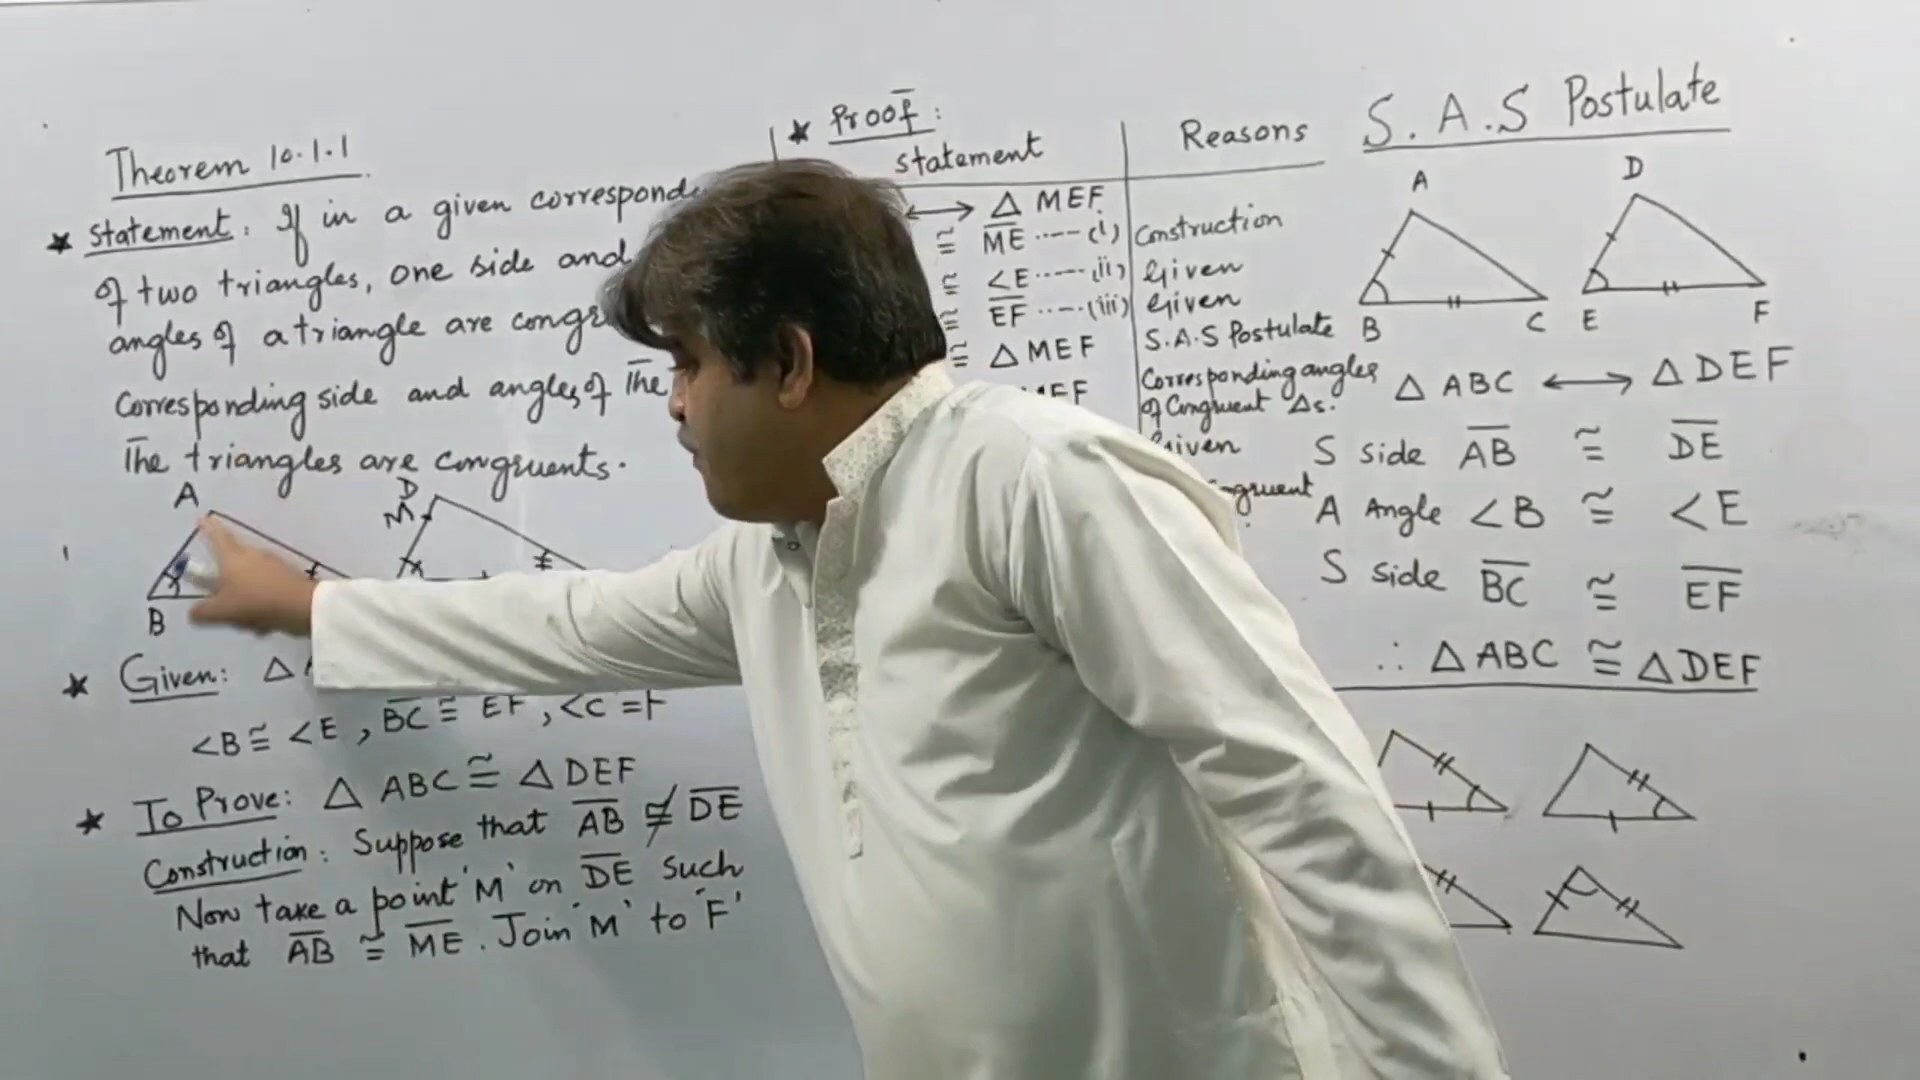 Theorem 10.1.1
★ Statement: If in a given
of two triangles, one side and
angles of a triangle are
Corresponding side and angles of The
The triangles are congruents.
A
B
D
M
★ Given: △
<B ≅ <E , BC ≅ EF , <C = F
★ To Prove: △ ABC ≅ △ DEF
Construction: Suppose that AB ≇ DE
Now take a point 'M' on DE Such
that AB ≅ ME . Join 'M' to 'F'
★ Proof:
Statement
Reasons
⟷ △ MEF
≅ ME ----- (i) Construction
≅ <E ----- (ii) Given
≅ EF ----- (iii) Given
≅ △ MEF S.A.S Postulate
MEF Corresponding angles
of Congruent △s.
S.A.S Postulate
A
B
C
D
E
F
△ ABC ⟷ △ DEF
S side AB ≅ DE
A Angle <B ≅ <E
S side BC ≅ EF
∴ △ ABC ≅ △ DEF